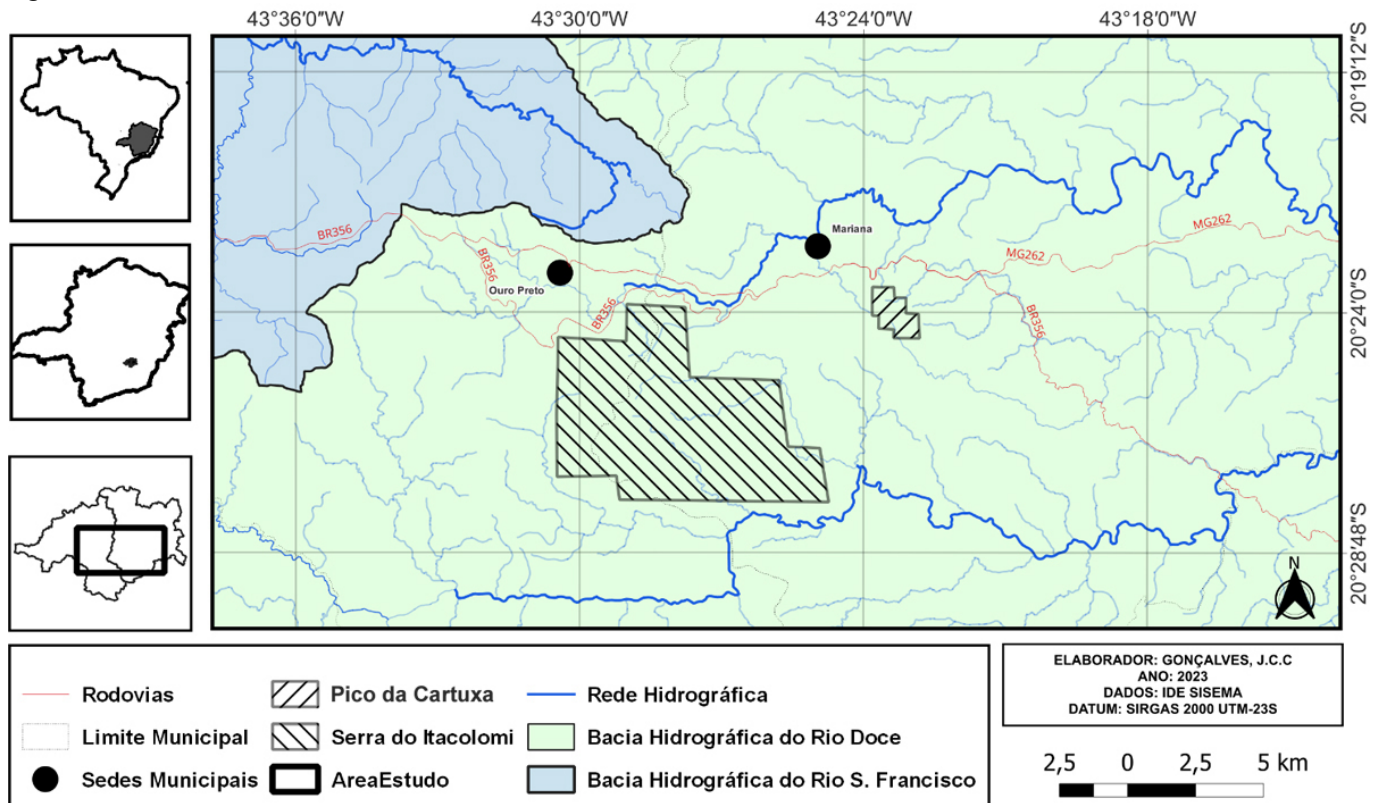 43°36'0"W 43°30'0"W 43°24'0"W 43°18'0"W
20°19'12"S
20°24'0"S
20°28'48"S
BR356
BR356
BR356
Ouro Preto
Mariana
MG262
MG262
BR356
N
Rodovias
Limite Municipal
Sedes Municipais
Pico da Cartuxa
Serra do Itacolomi
AreaEstudo
Rede Hidrográfica
Bacia Hidrográfica do Rio Doce
Bacia Hidrográfica do Rio S. Francisco
ELABORADOR: GONÇALVES, J.C.C
ANO: 2023
DADOS: IDE SISEMA
DATUM: SIRGAS 2000 UTM-23S
2,5 0 2,5 5 km